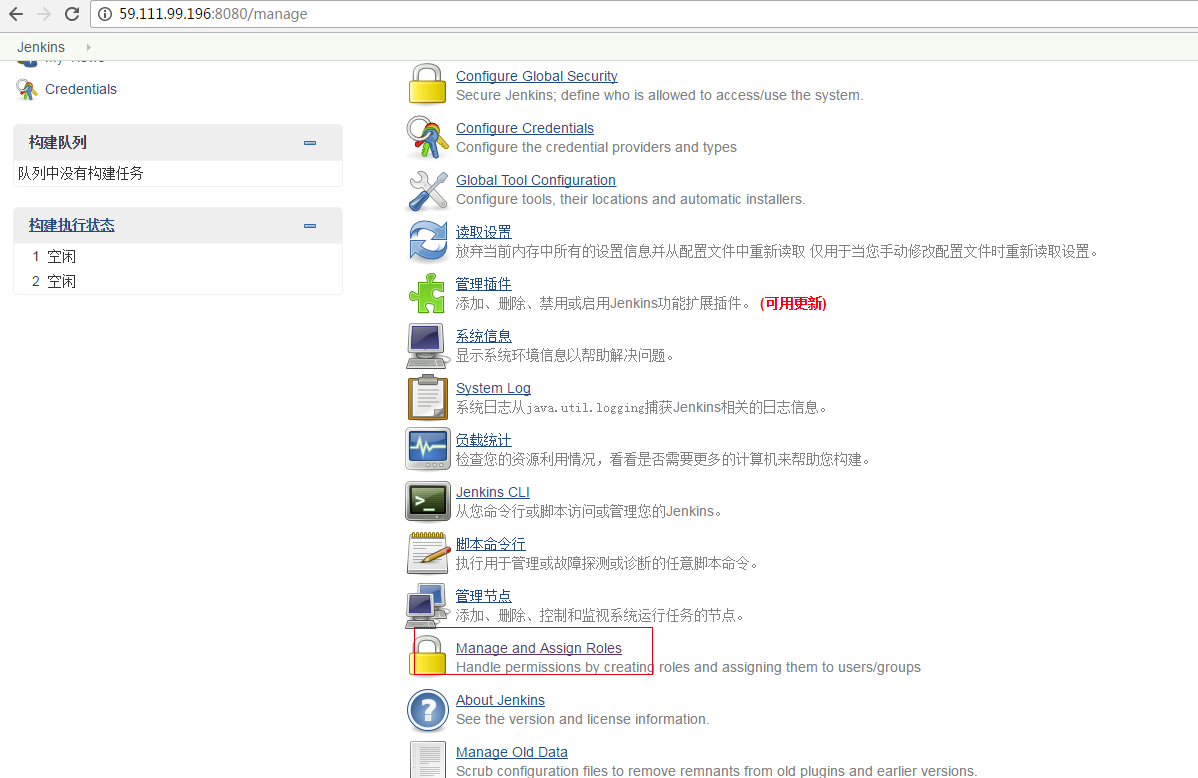 59.111.99.196:8080/manage
Jenkins
My Views
Credentials
构建队列
队列中没有构建任务
构建执行状态
1 空闲
2 空闲
Configure Global Security
Secure Jenkins; define who is allowed to access/use the system.
Configure Credentials
Configure the credential providers and types
Global Tool Configuration
Configure tools, their locations and automatic installers.
读取设置
放弃当前内存中所有的设置信息并从配置文件中重新读取 仅用于当您手动修改配置文件时重新读取设置。
管理插件
添加、删除、禁用或启用Jenkins功能扩展插件。 (可用更新)
系统信息
显示系统环境信息以帮助解决问题。
System Log
系统日志从java.util.logging捕获Jenkins相关的日志信息。
负载统计
检查您的资源利用情况，看看是否需要更多的计算机来帮助您构建。
Jenkins CLI
从您命令行或脚本访问或管理您的Jenkins。
脚本命令行
执行用于管理或故障探测或诊断的任意脚本命令。
管理节点
添加、删除、控制和监视系统运行任务的节点。
Manage and Assign Roles
Handle permissions by creating roles and assigning them to users/groups
About Jenkins
See the version and license information.
Manage Old Data
Scrub configuration files to remove remnants from old plugins and earlier versions.